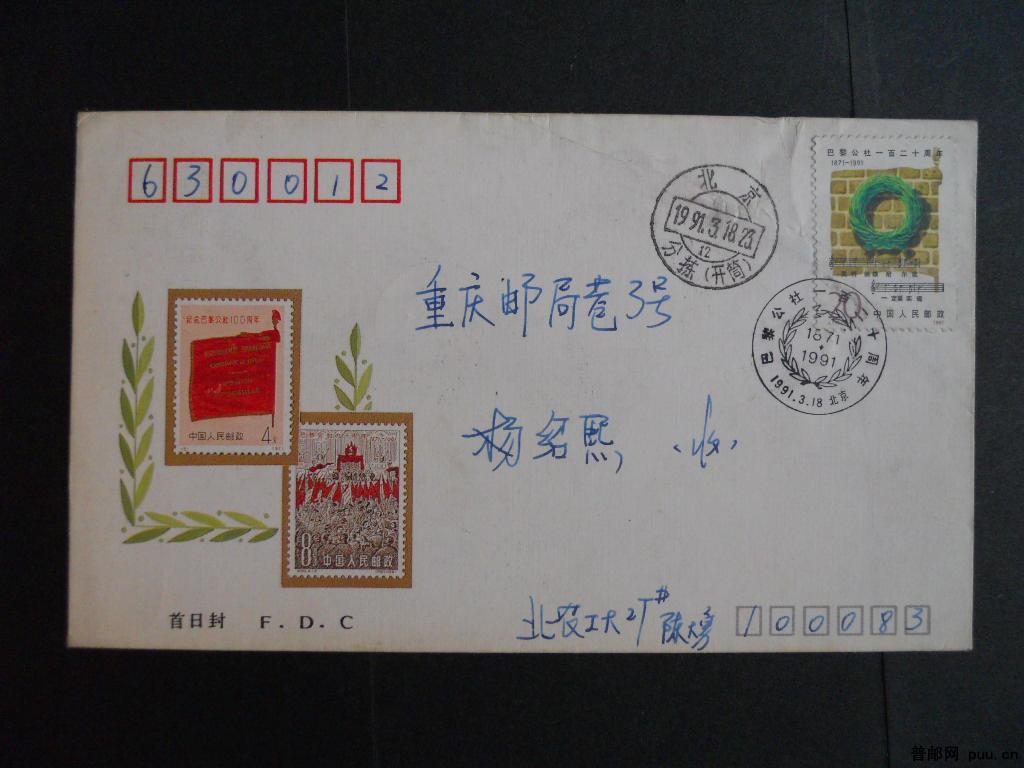 630012
北京
1991.3.18.23
12
分拣(开筒)
巴黎公社一百二十周年
1871-1991
中国人民邮政
巴黎公社一百二十周年
1871
1991
1991.3.18 北京
重庆邮局巷3号
杨绍熙 (收)
纪念巴黎公社100周年
中国人民邮政 4分
8分 中国人民邮政
首日封 F.D.C
北农工大2厂# 陈大勇
100083
普邮网 puu.cn